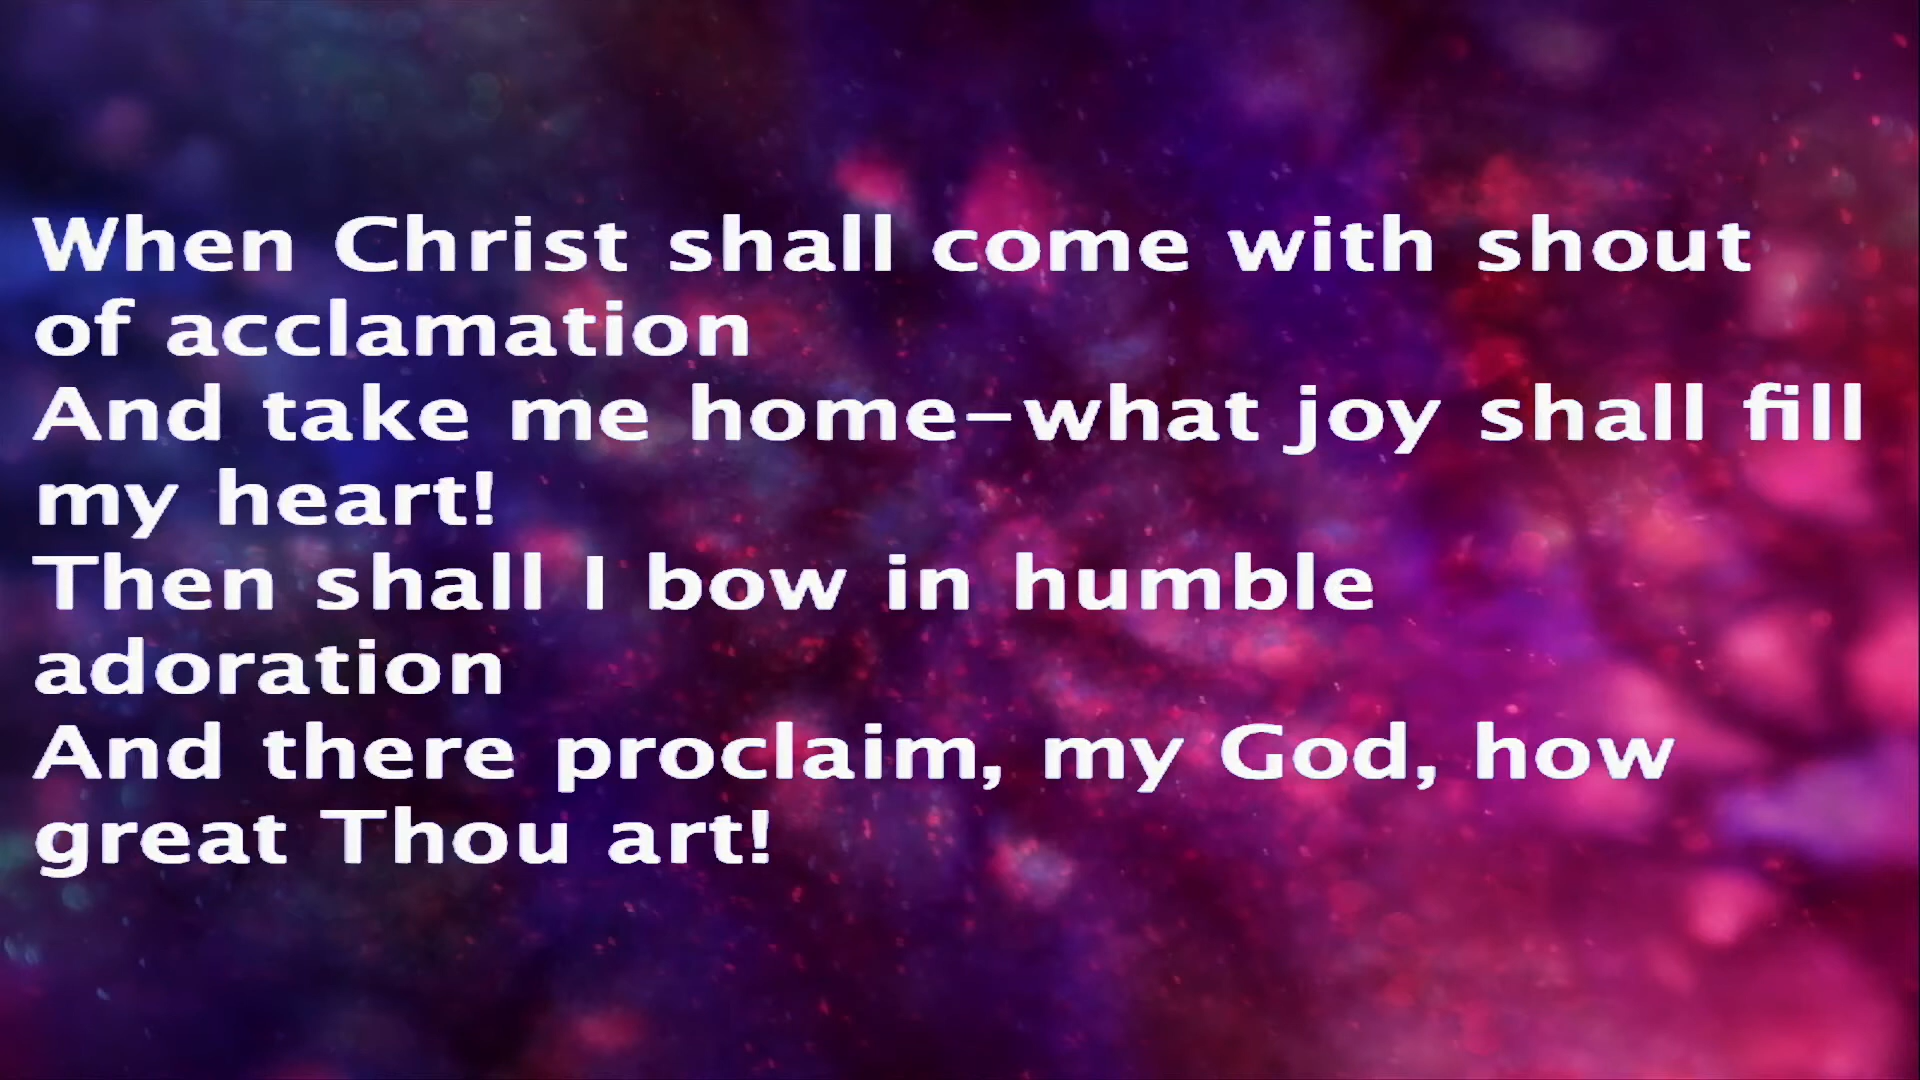 When Christ shall come with shout
of acclamation
And take me home–what joy shall fill
my heart!
Then shall I bow in humble
adoration
And there proclaim, my God, how
great Thou art!